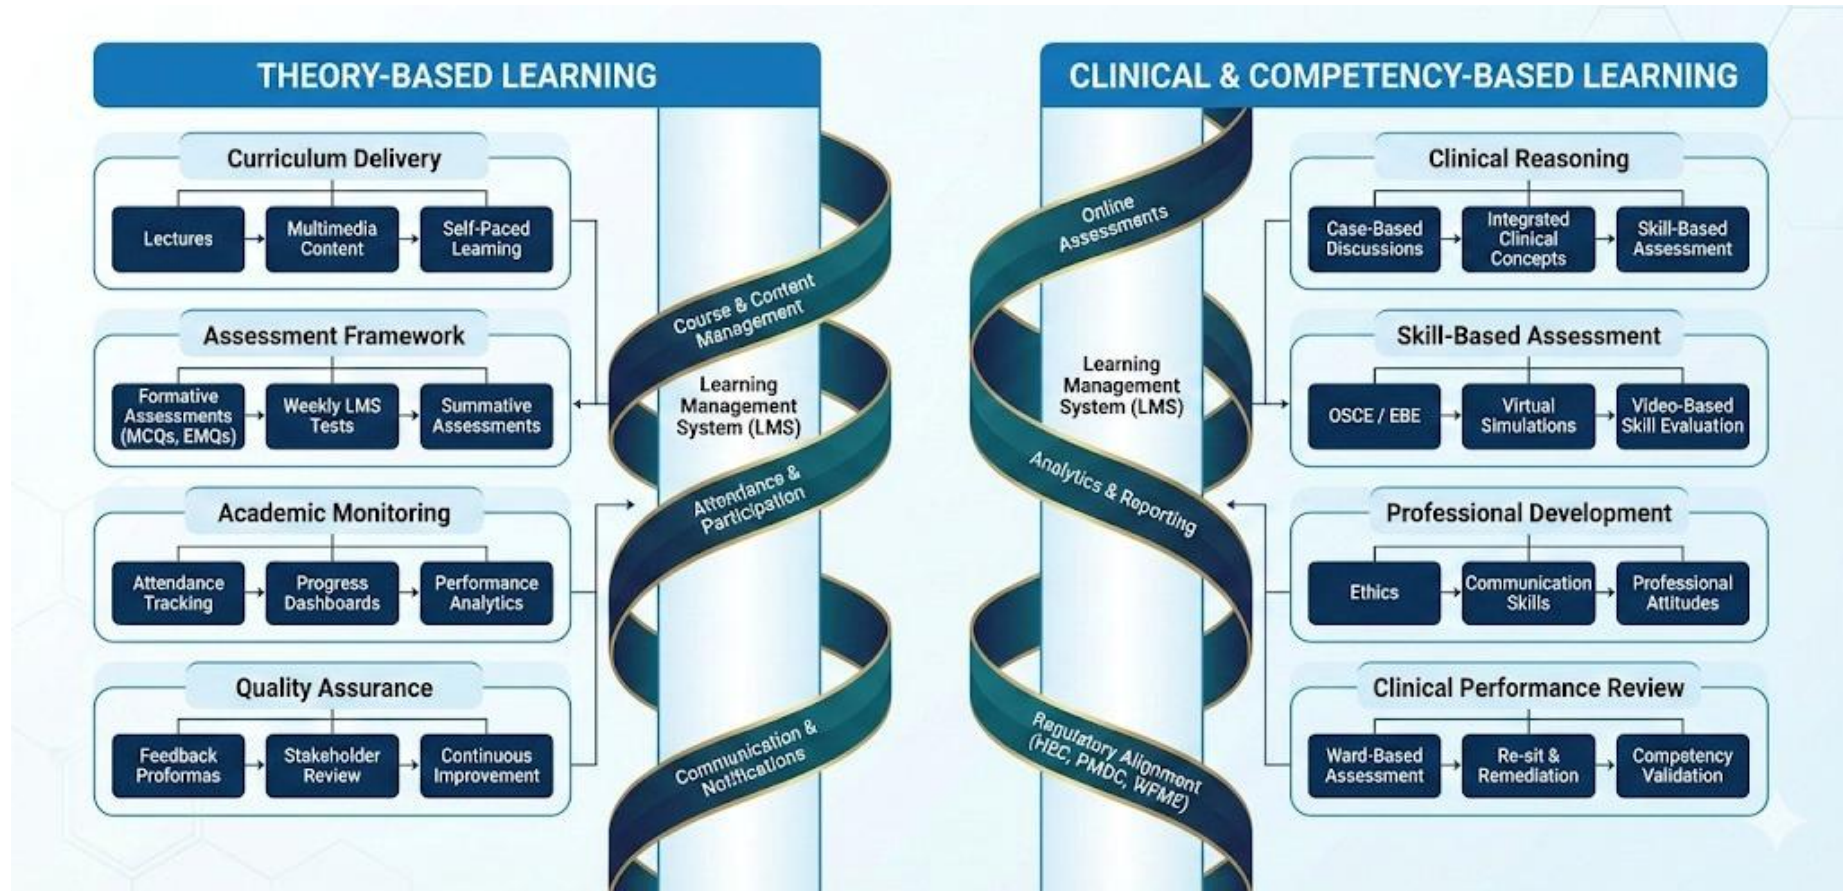 THEORY-BASED LEARNING
Curriculum Delivery
Lectures
Multimedia
Content
Self-Paced
Learning
Assessment Framework
Formative
Assessments
(MCQs, EMQs)
Weekly LMS
Tests
Summative
Assessments
Academic Monitoring
Attendance
Tracking
Progress
Dashboards
Performance
Analytics
Quality Assurance
Feedback
Proformas
Stakeholder
Review
Continuous
Improvement
Course & Content
Management
Learning
Management
System (LMS)
Attendance &
Participation
Communication &
Notifications
CLINICAL & COMPETENCY-BASED LEARNING
Online
Assessments
Learning
Management
System (LMS)
Analytics & Reporting
Regulatory Alignment
(HEC, PMDC, WFME)
Clinical Reasoning
Case-Based
Discussions
Integrsted
Clinical
Concepts
Skill-Based
Assessment
Skill-Based Assessment
OSCE / EBE
Virtual
Simulations
Video-Based
Skill Evaluation
Professional Development
Ethics
Communication
Skills
Professional
Attitudes
Clinical Performance Review
Ward-Based
Assessment
Re-sit &
Remediation
Competency
Validation